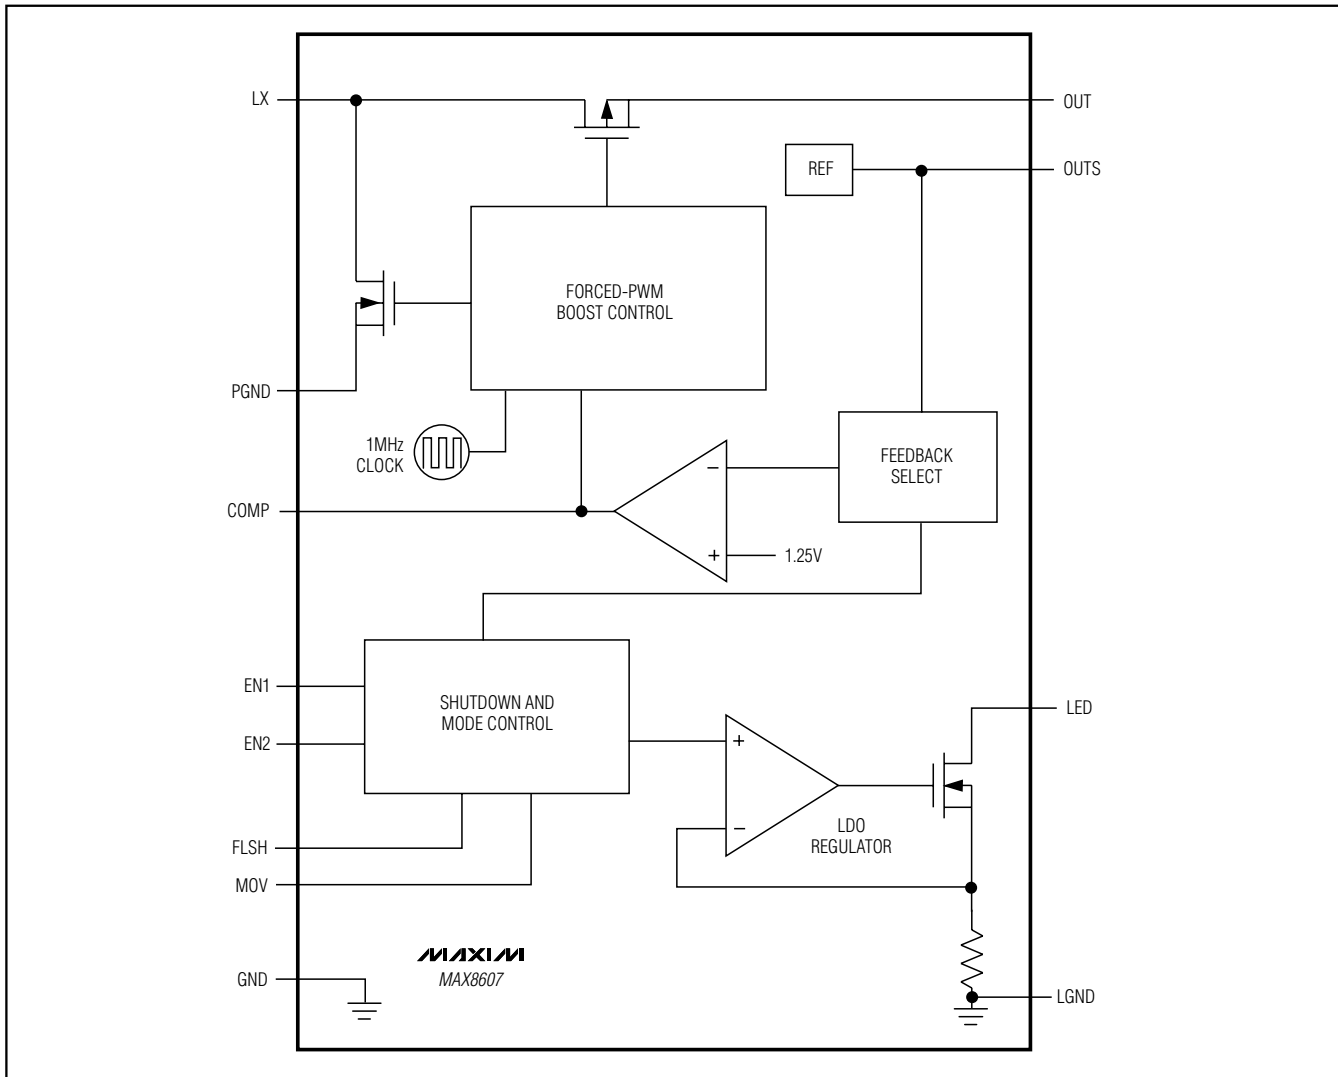 LX
OUT
REF
OUTS
FORCED-PWM
BOOST CONTROL
PGND
1MHz
CLOCK
FEEDBACK
SELECT
−
COMP
+
1.25V
EN1
SHUTDOWN AND
MODE CONTROL
LED
EN2
+
−
LDO
REGULATOR
FLSH
MOV
MAXIM
MAX8607
GND
LGND